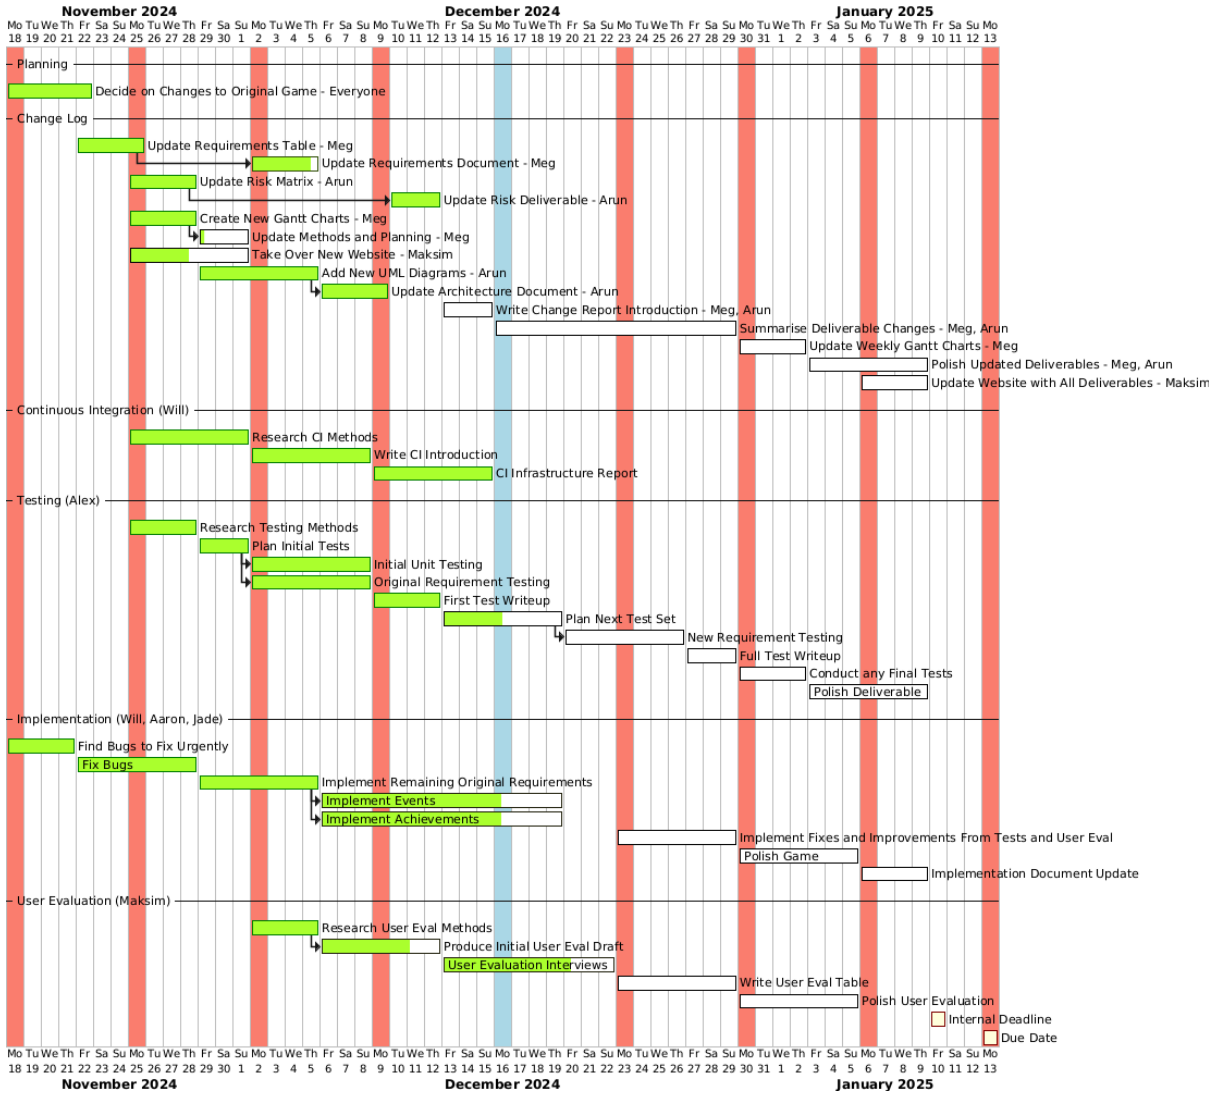 November 2024 December 2024 January 2025
Mo Tu We Th Fr Sa Su Mo Tu We Th Fr Sa Su Mo Tu We Th Fr Sa Su Mo Tu We Th Fr Sa Su Mo Tu We Th Fr Sa Su Mo Tu We Th Fr Sa Su Mo Tu We Th Fr Sa Su Mo Tu We Th Fr Sa Su Mo
18 19 20 21 22 23 24 25 26 27 28 29 30 1 2 3 4 5 6 7 8 9 10 11 12 13 14 15 16 17 18 19 20 21 22 23 24 25 26 27 28 29 30 31 1 2 3 4 5 6 7 8 9 10 11 12 13
Planning
Decide on Changes to Original Game - Everyone
Change Log
Update Requirements Table - Meg
Update Requirements Document - Meg
Update Risk Matrix - Arun
Update Risk Deliverable - Arun
Create New Gantt Charts - Meg
Update Methods and Planning - Meg
Take Over New Website - Maksim
Add New UML Diagrams - Arun
Update Architecture Document - Arun
Write Change Report Introduction - Meg, Arun
Summarise Deliverable Changes - Meg, Arun
Update Weekly Gantt Charts - Meg
Polish Updated Deliverables - Meg, Arun
Update Website with All Deliverables - Maksim
Continuous Integration (Will)
Research CI Methods
Write CI Introduction
CI Infrastructure Report
Testing (Alex)
Research Testing Methods
Plan Initial Tests
Initial Unit Testing
Original Requirement Testing
First Test Writeup
Plan Next Test Set
New Requirement Testing
Full Test Writeup
Conduct any Final Tests
Polish Deliverable
Implementation (Will, Aaron, Jade)
Find Bugs to Fix Urgently
Fix Bugs
Implement Remaining Original Requirements
Implement Events
Implement Achievements
Implement Fixes and Improvements From Tests and User Eval
Polish Game
Implementation Document Update
User Evaluation (Maksim)
Research User Eval Methods
Produce Initial User Eval Draft
User Evaluation Interviews
Write User Eval Table
Polish User Evaluation
Internal Deadline
Due Date
Mo Tu We Th Fr Sa Su Mo Tu We Th Fr Sa Su Mo Tu We Th Fr Sa Su Mo Tu We Th Fr Sa Su Mo Tu We Th Fr Sa Su Mo Tu We Th Fr Sa Su Mo Tu We Th Fr Sa Su Mo Tu We Th Fr Sa Su Mo
18 19 20 21 22 23 24 25 26 27 28 29 30 1 2 3 4 5 6 7 8 9 10 11 12 13 14 15 16 17 18 19 20 21 22 23 24 25 26 27 28 29 30 31 1 2 3 4 5 6 7 8 9 10 11 12 13
November 2024 December 2024 January 2025